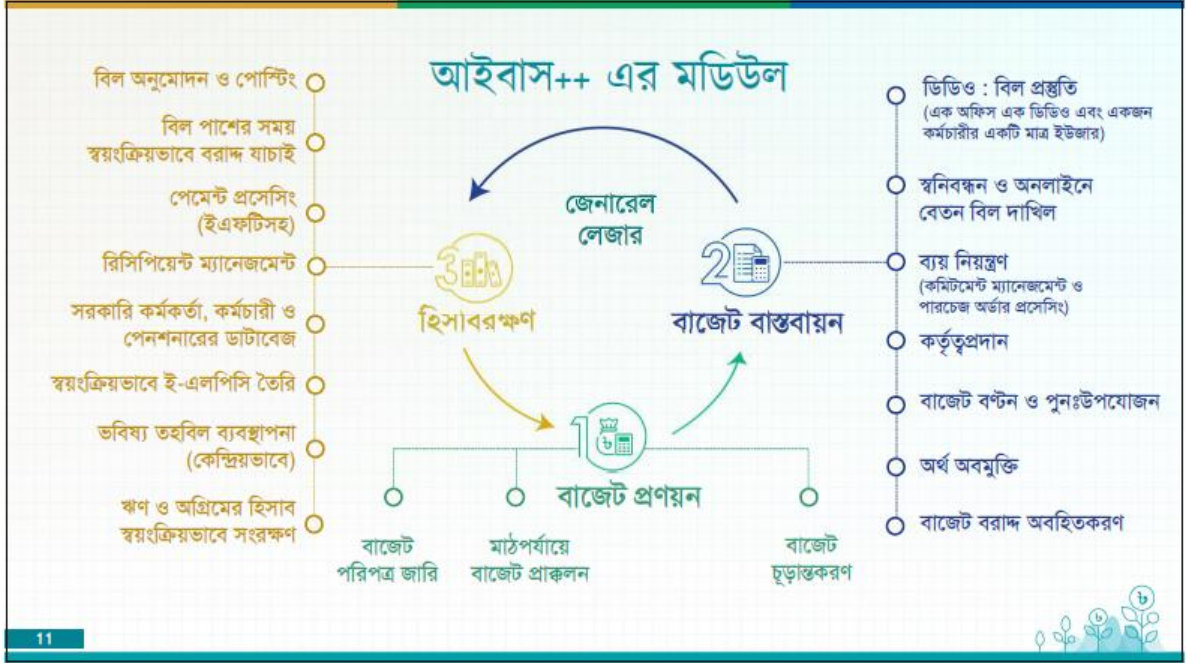 আইবাস++ এর মডিউল
বিল অনুমোদন ও পোস্টিং
বিল পাশের সময়
স্বয়ংক্রিয়ভাবে বরাদ্দ যাচাই
পেমেন্ট প্রসেসিং
(ইএফটিসহ)
রিসিপিয়েন্ট ম্যানেজমেন্ট
সরকারি কর্মকর্তা, কর্মচারী ও
পেনশনারের ডাটাবেজ
স্বয়ংক্রিয়ভাবে ই-এলপিসি তৈরি
ভবিষ্য তহবিল ব্যবস্থাপনা
(কেন্দ্রিয়ভাবে)
ঋণ ও অগ্রিমের হিসাব
স্বয়ংক্রিয়ভাবে সংরক্ষণ
জেনারেল
লেজার
3
হিসাবরক্ষণ
2
বাজেট বাস্তবায়ন
1
৳
বাজেট প্রণয়ন
বাজেট
পরিপত্র জারি
মাঠপর্যায়ে
বাজেট প্রাক্কলন
বাজেট
চূড়ান্তকরণ
ডিডিও : বিল প্রস্তুতি
(এক অফিস এক ডিডিও এবং একজন
কর্মচারীর একটি মাত্র ইউজার)
স্বনিবন্ধন ও অনলাইনে
বেতন বিল দাখিল
ব্যয় নিয়ন্ত্রণ
(কমিটমেন্ট ম্যানেজমেন্ট ও
পারচেজ অর্ডার প্রসেসিং)
কর্তৃত্বপ্রদান
বাজেট বণ্টন ও পুনঃউপযোজন
অর্থ অবমুক্তি
বাজেট বরাদ্দ অবহিতকরণ
৳
৳
11